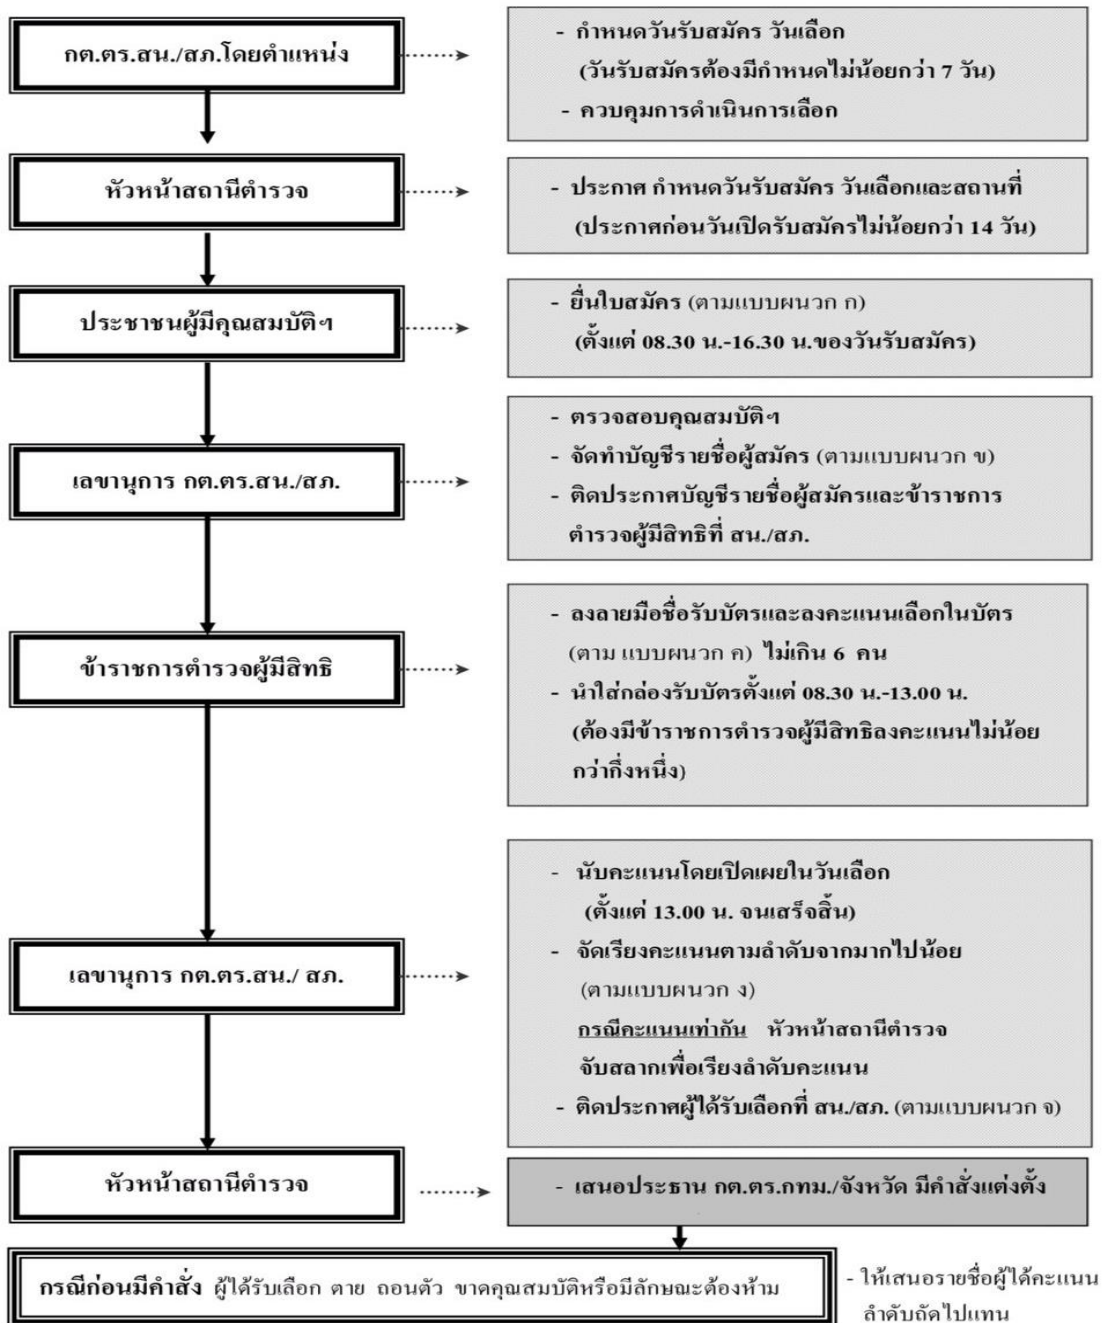 กต.ตร.สน./สภ.โดยตำแหน่ง
- กำหนดวันรับสมัคร วันเลือก
(วันรับสมัครต้องมีกำหนดไม่น้อยกว่า 7 วัน)
- ควบคุมการดำเนินการเลือก
หัวหน้าสถานีตำรวจ
- ประกาศ กำหนดวันรับสมัคร วันเลือกและสถานที่
(ประกาศก่อนวันเปิดรับสมัครไม่น้อยกว่า 14 วัน)
ประชาชนผู้มีคุณสมบัติฯ
- ยื่นใบสมัคร (ตามแบบผนวก ก)
(ตั้งแต่ 08.30 น.-16.30 น.ของวันรับสมัคร)
เลขานุการ กต.ตร.สน./สภ.
- ตรวจสอบคุณสมบัติฯ
- จัดทำบัญชีรายชื่อผู้สมัคร (ตามแบบผนวก ข)
- ติดประกาศบัญชีรายชื่อผู้สมัครและข้าราชการ
ตำรวจผู้มีสิทธิที่ สน./สภ.
ข้าราชการตำรวจผู้มีสิทธิ
- ลงลายมือชื่อรับบัตรและลงคะแนนเลือกในบัตร
(ตาม แบบผนวก ค) ไม่เกิน 6 คน
- นำใส่กล่องรับบัตรตั้งแต่ 08.30 น.-13.00 น.
(ต้องมีข้าราชการตำรวจผู้มีสิทธิลงคะแนนไม่น้อย
กว่ากึ่งหนึ่ง)
เลขานุการ กต.ตร.สน./ สภ.
- นับคะแนนโดยเปิดเผยในวันเลือก
(ตั้งแต่ 13.00 น. จนเสร็จสิ้น)
- จัดเรียงคะแนนตามลำดับจากมากไปน้อย
(ตามแบบผนวก ง)
กรณีคะแนนเท่ากัน หัวหน้าสถานีตำรวจ
จับสลากเพื่อเรียงลำดับคะแนน
- ติดประกาศผู้ได้รับเลือกที่ สน./สภ. (ตามแบบผนวก จ)
หัวหน้าสถานีตำรวจ
- เสนอประธาน กต.ตร.กทม./จังหวัด มีคำสั่งแต่งตั้ง
กรณีก่อนมีคำสั่ง ผู้ได้รับเลือก ตาย ถอนตัว ขาดคุณสมบัติหรือมีลักษณะต้องห้าม
- ให้เสนอรายชื่อผู้ได้คะแนน
ลำดับถัดไปแทน